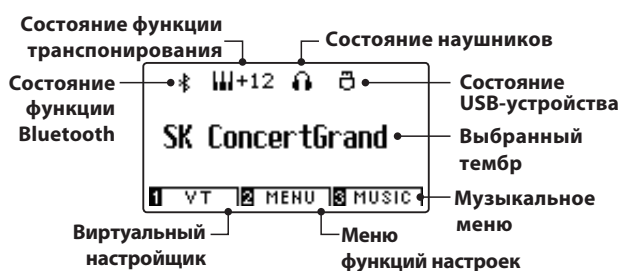 Состояние функции
транспонирования
Состояние наушников
Состояние
функции
Bluetooth
+12
Состояние
USB-устройства
SK ConcertGrand
Выбранный
тембр
1 VT 2 MENU 3 MUSIC
Музыкальное
меню
Виртуальный
настройщик
Меню
функций настроек